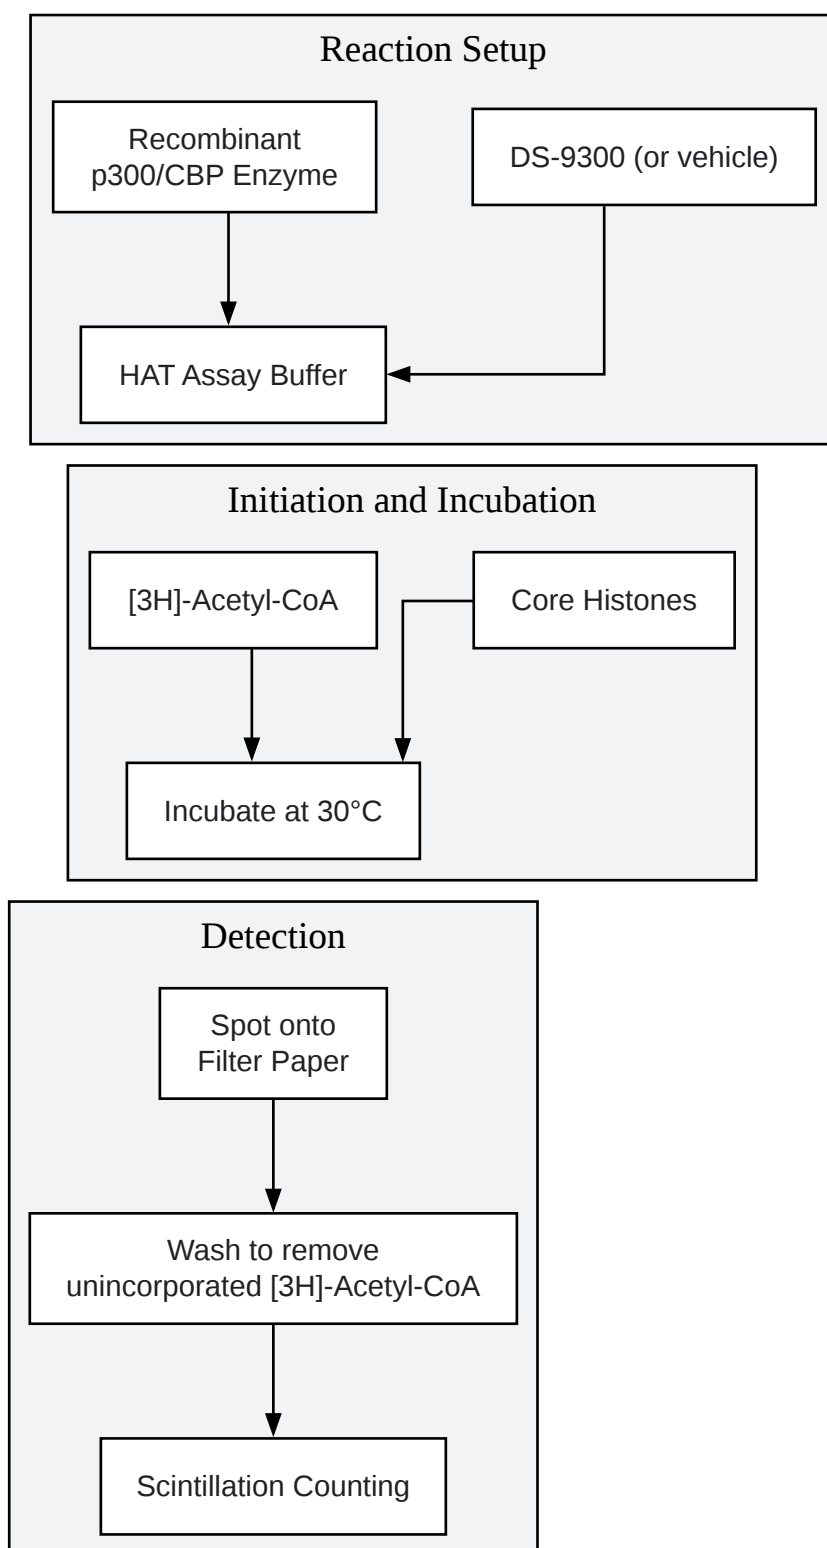 Reaction Setup
Recombinant
p300/CBP Enzyme
DS-9300 (or vehicle)
HAT Assay Buffer
Initiation and Incubation
[3H]-Acetyl-CoA
Core Histones
Incubate at 30°C
Detection
Spot onto
Filter Paper
Wash to remove
unincorporated [3H]-Acetyl-CoA
Scintillation Counting